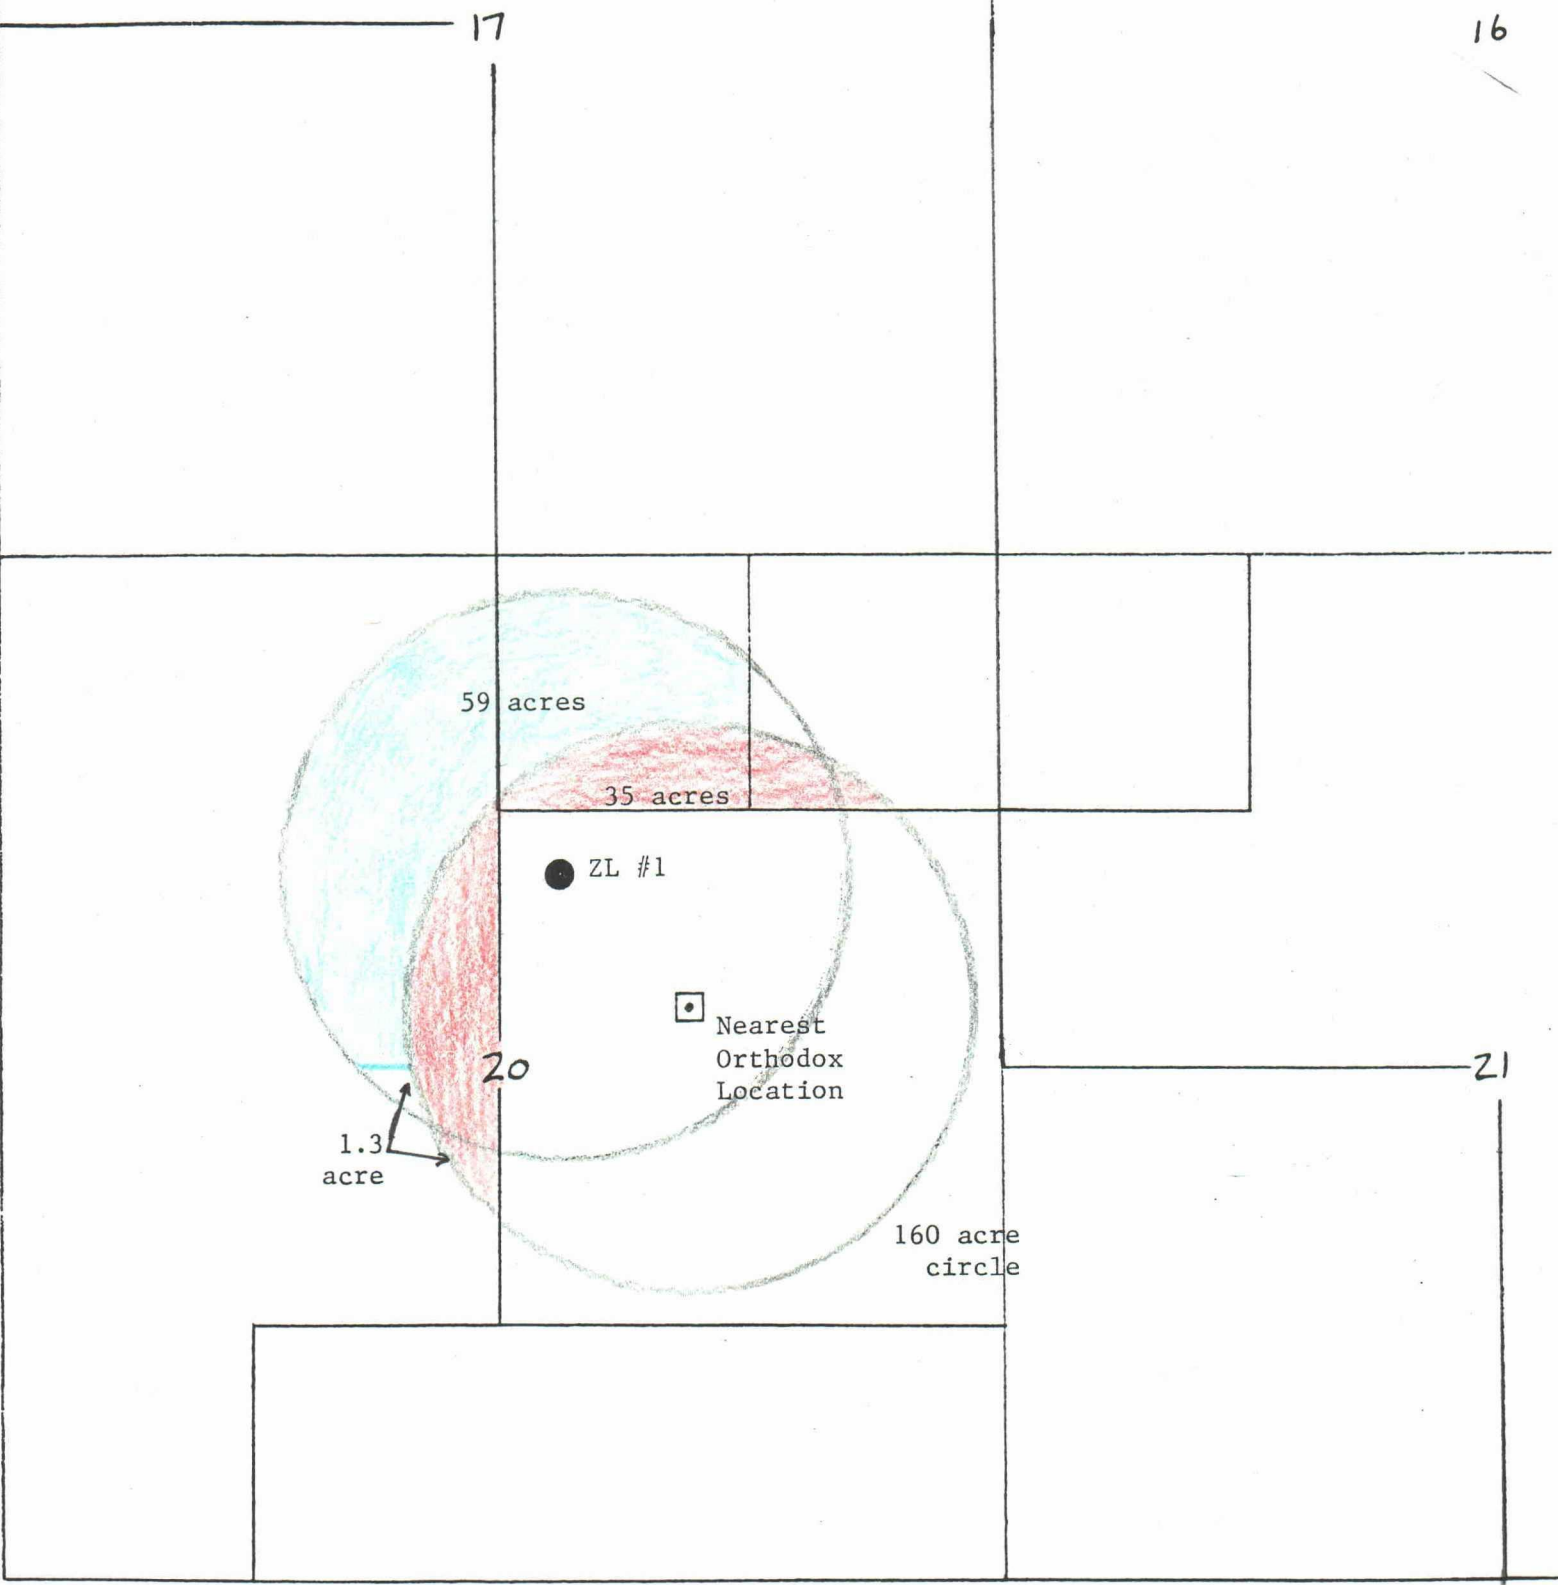 17
16
59 acres
35 acres
ZL #1
Nearest
Orthodox
Location
20
21
1.3
acre
160 acre
circle